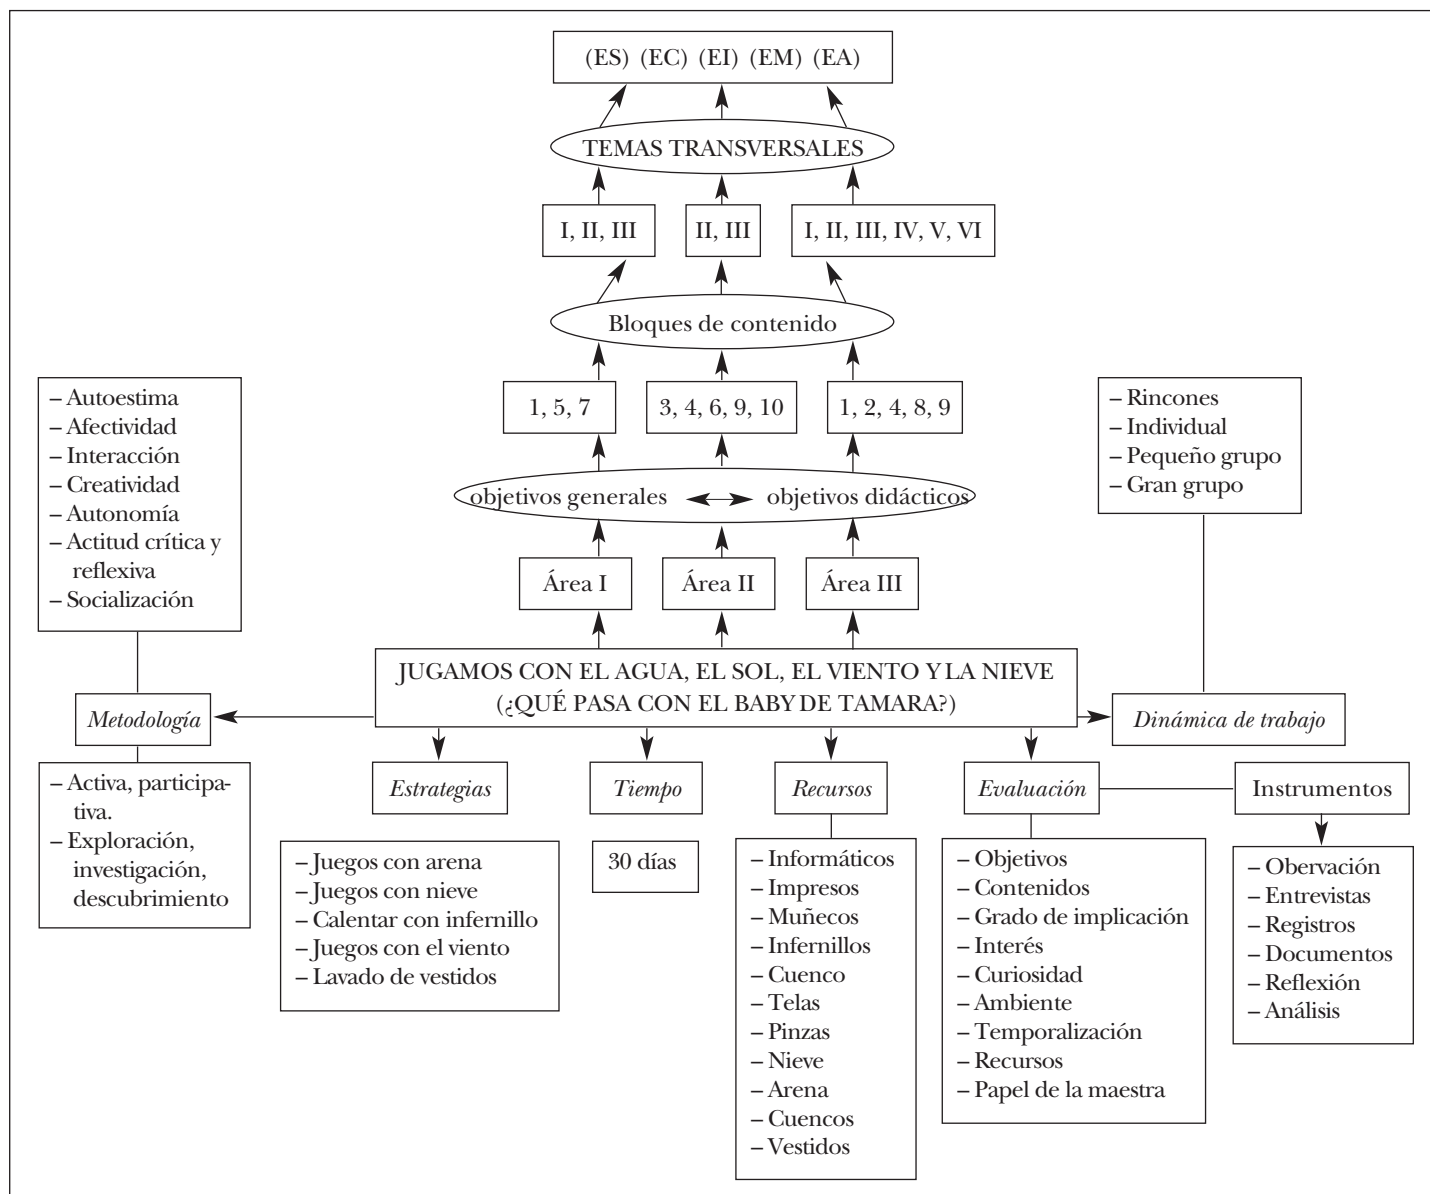 (ES) (EC) (EI) (EM) (EA)
TEMAS TRANSVERSALES
I, II, III
II, III
I, II, III, IV, V, VI
Bloques de contenido
1, 5, 7
3, 4, 6, 9, 10
1, 2, 4, 8, 9
objetivos generales
objetivos didácticos
Área I
Área II
Área III
JUGAMOS CON EL AGUA, EL SOL, EL VIENTO Y LA NIEVE
(¿QUÉ PASA CON EL BABY DE TAMARA?)
– Autoestima
– Afectividad
– Interacción
– Creatividad
– Autonomía
– Actitud crítica y
reflexiva
– Socialización
Metodología
– Activa, participa-
tiva.
– Exploración,
investigación,
descubrimiento
– Rincones
– Individual
– Pequeño grupo
– Gran grupo
Dinámica de trabajo
Estrategias
– Juegos con arena
– Juegos con nieve
– Calentar con infernillo
– Juegos con el viento
– Lavado de vestidos
Tiempo
30 días
Recursos
– Informáticos
– Impresos
– Muñecos
– Infernillos
– Cuenco
– Telas
– Pinzas
– Nieve
– Arena
– Cuencos
– Vestidos
Evaluación
– Objetivos
– Contenidos
– Grado de implicación
– Interés
– Curiosidad
– Ambiente
– Temporalización
– Recursos
– Papel de la maestra
Instrumentos
– Obervación
– Entrevistas
– Registros
– Documentos
– Reflexión
– Análisis